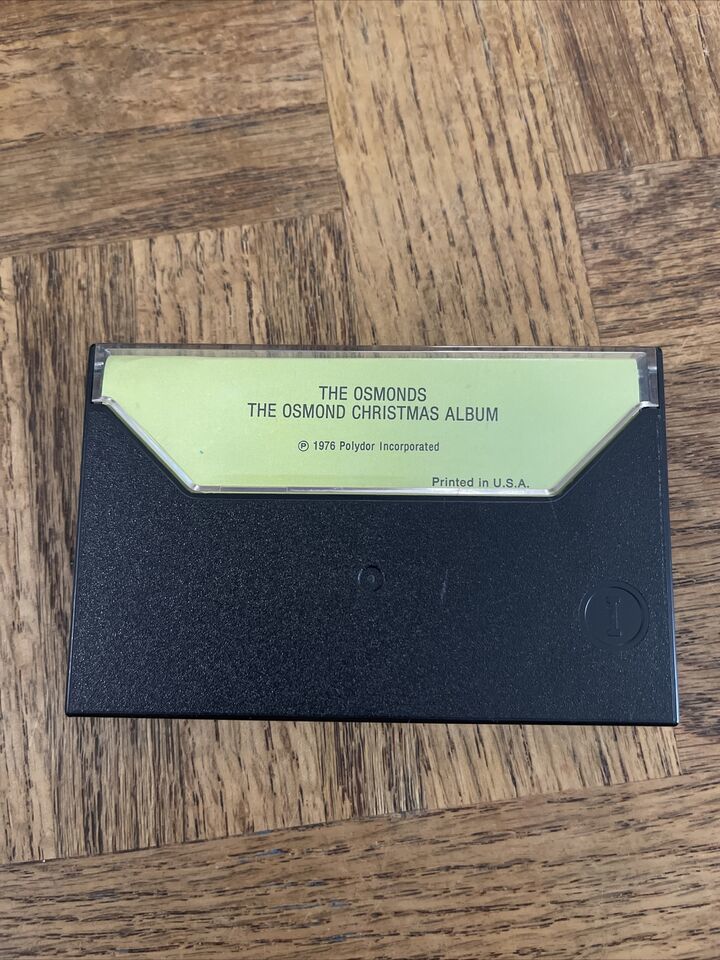 THE OSMONDS
THE OSMOND CHRISTMAS ALBUM
℗ 1976 Polydor Incorporated
Printed in U.S.A.
1